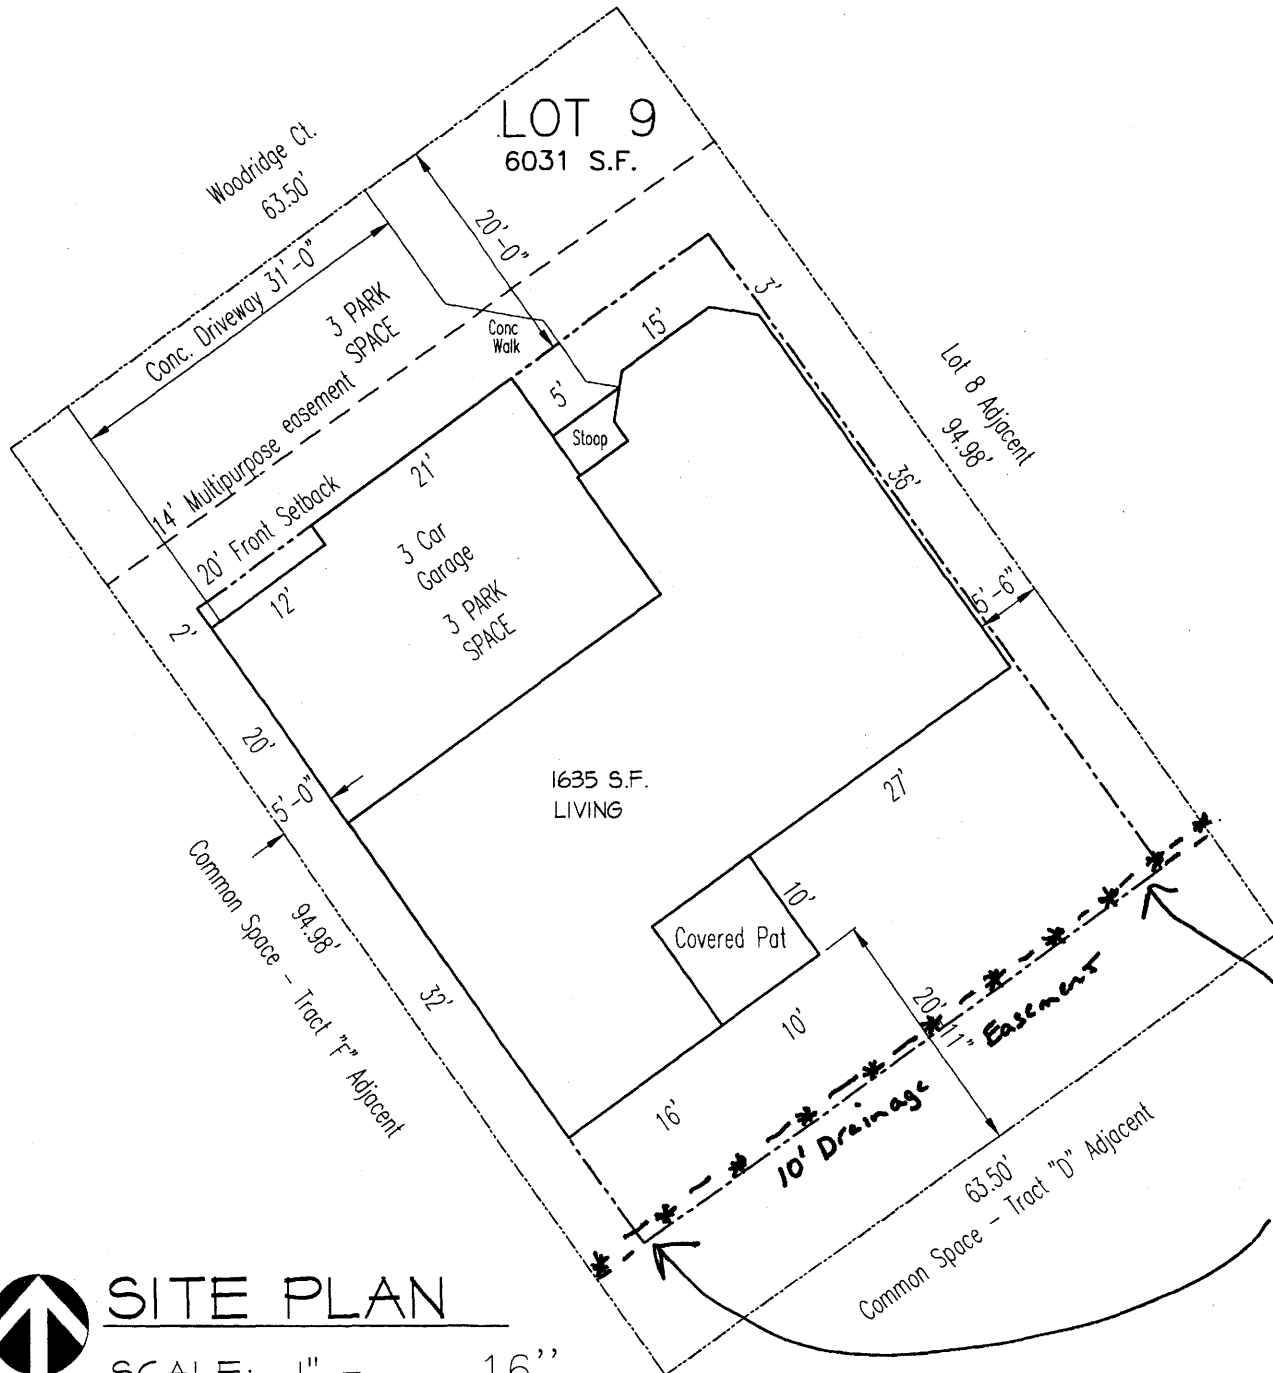 LOT 9
6031 S.F.
Woodridge Ct.
63.50'
20'-0"
Conc. Driveway 31'-0"
3 PARK
SPACE
Conc
Walk
15'
3'
5'
Stoop
Lot 8 Adjacent
94.98'
14' Multipurpose easement
20' Front Setback
21'
36'
3 Car
Garage
3 PARK
SPACE
12'
2'
5'-6"
20'
5'-0"
1635 S.F.
LIVING
27'
Common Space - Tract "F" Adjacent
94.98'
32'
10'
Covered Pat
10'
20'11"
16'
10' Drainage Easement
63.50'
Common Space - Tract "D" Adjacent
SITE PLAN
SCALE: 1" = 16''